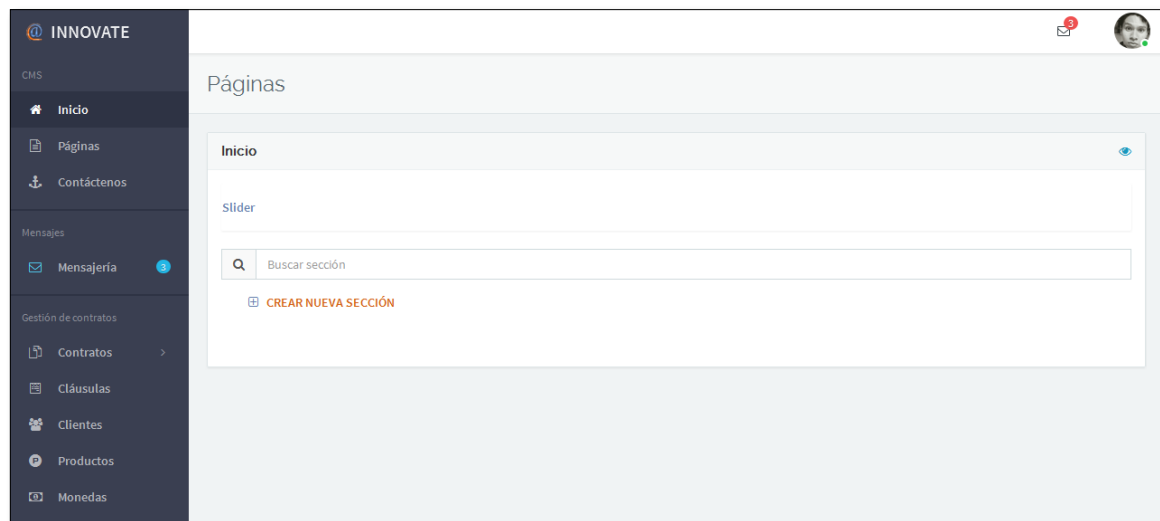 @ INNOVATE
3
CMS
Inicio
Páginas
Contáctenos
Mensajes
Mensajería 3
Gestión de contratos
Contratos
Cláusulas
Clientes
Productos
Monedas
Páginas
Inicio
Slider
Buscar sección
CREAR NUEVA SECCIÓN